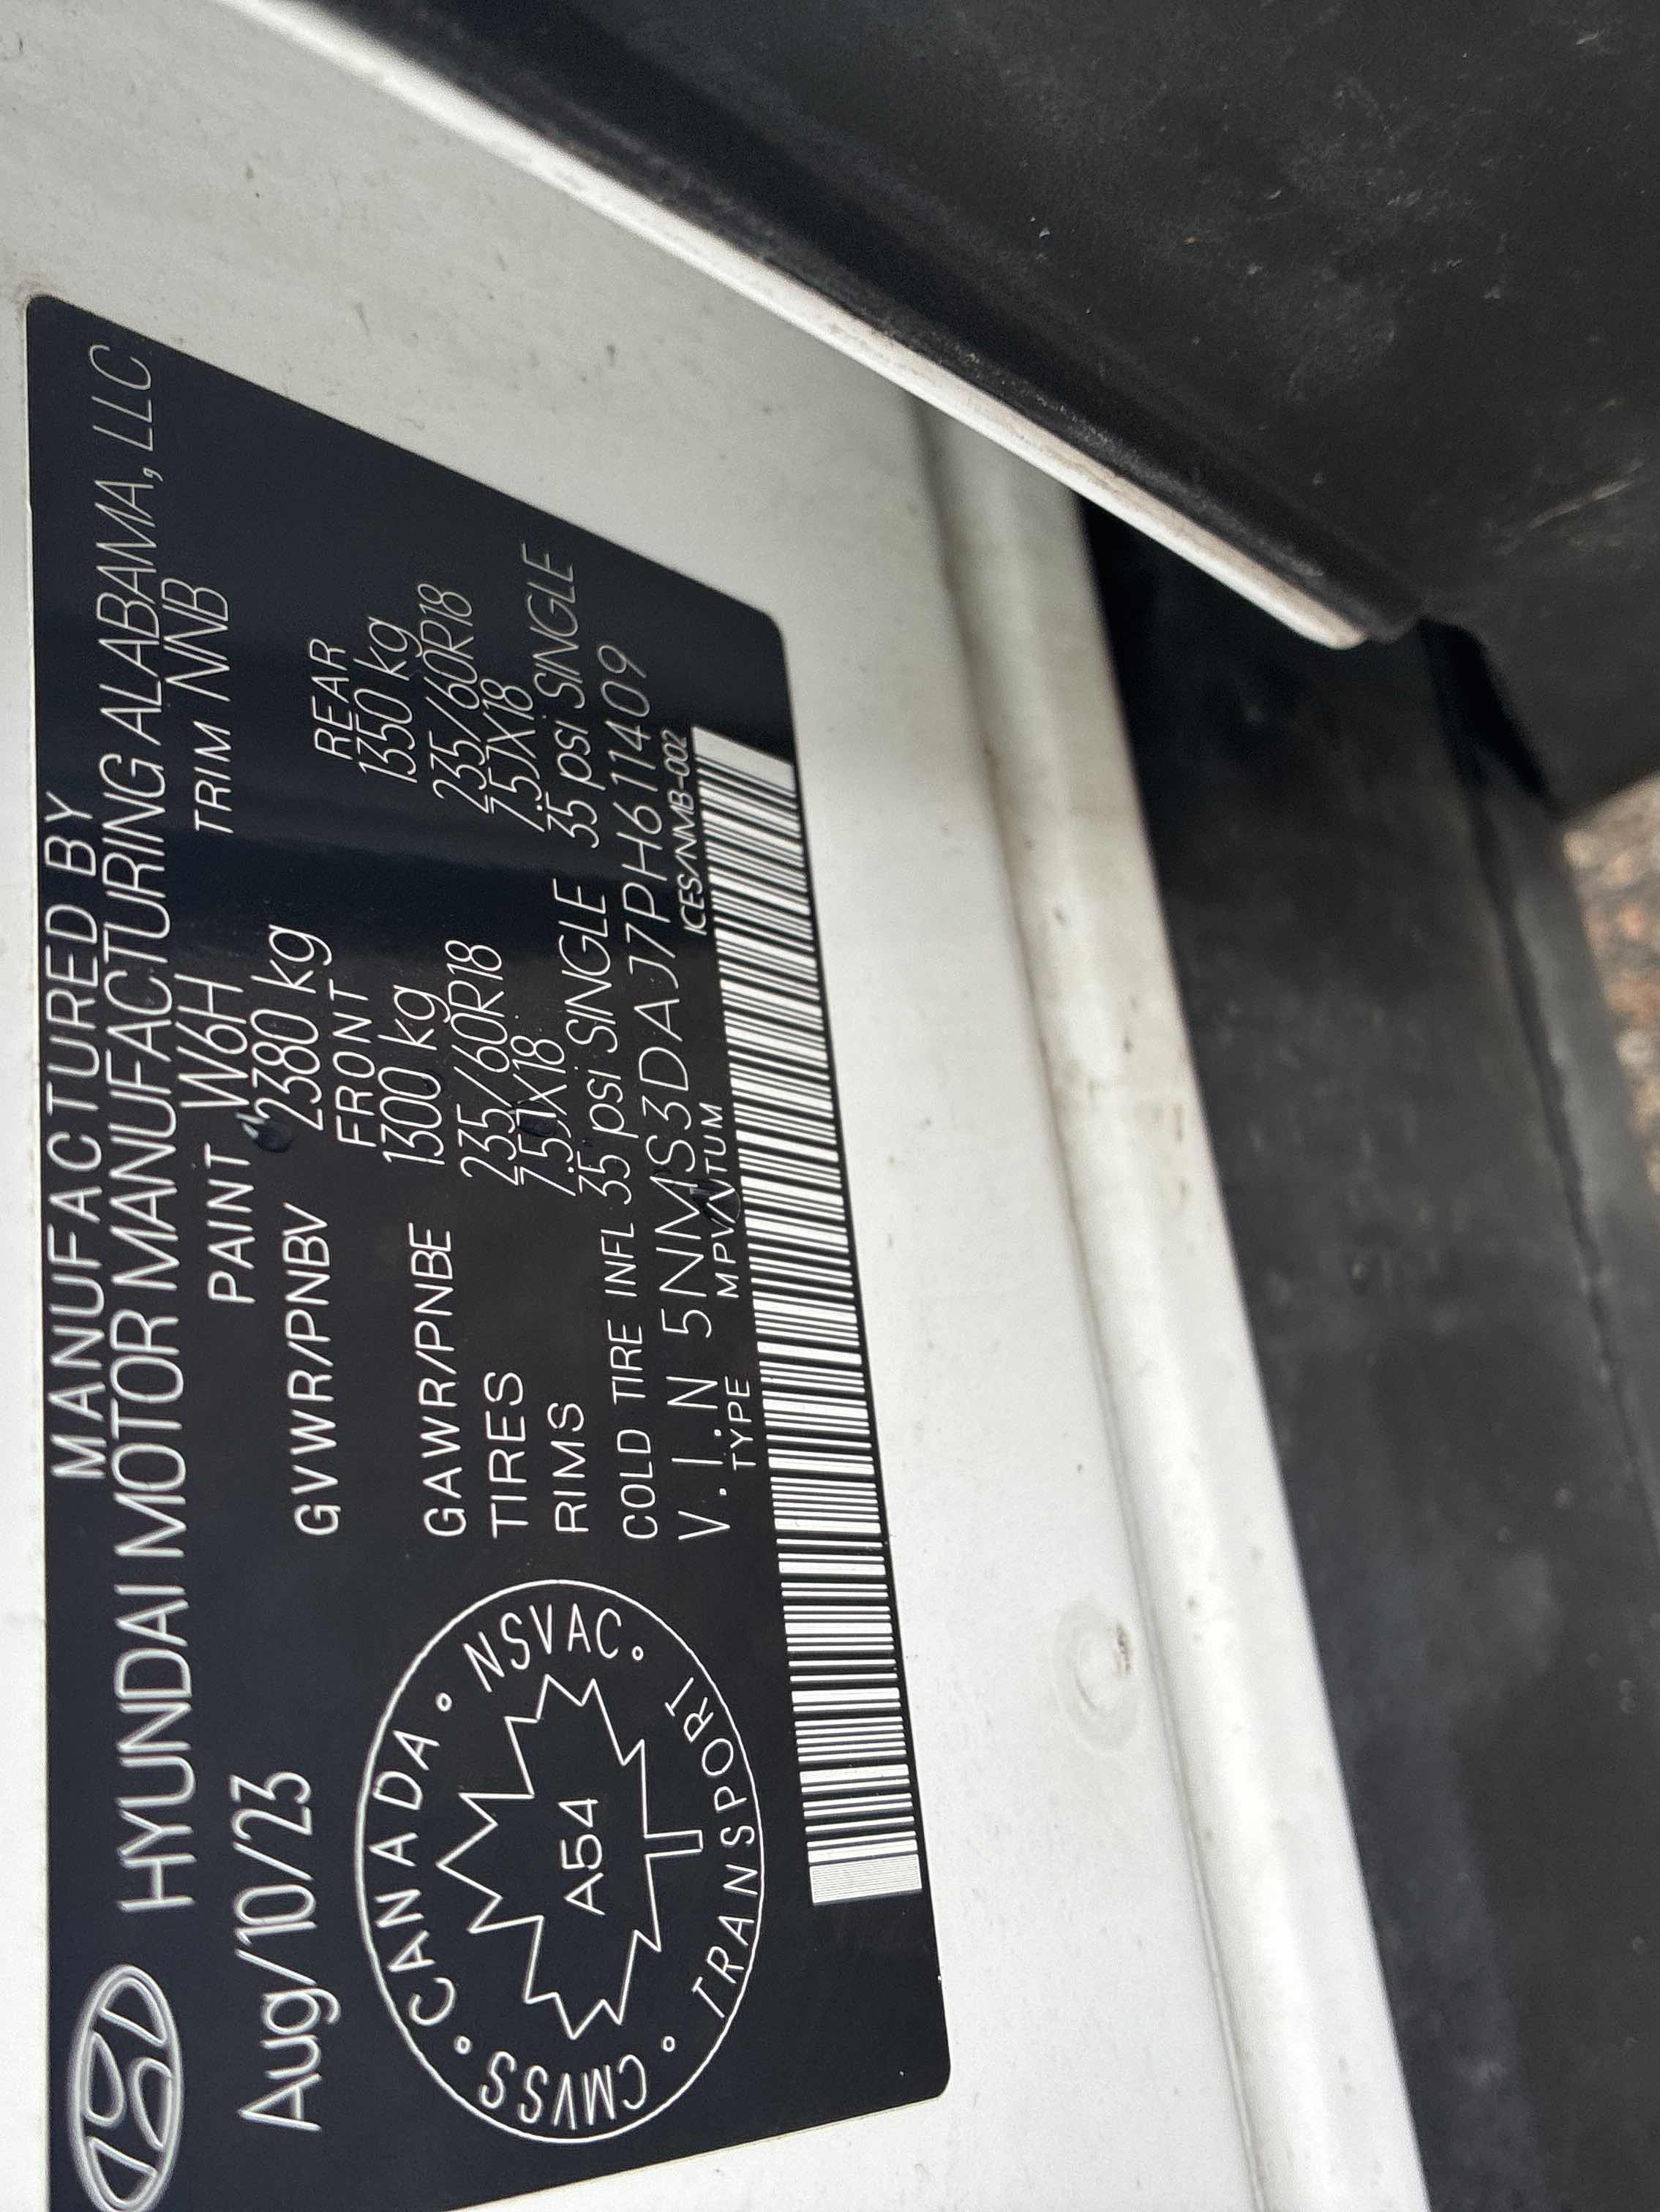 MANUFACTURED BY
HYUNDAI MOTOR MANUFACTURING ALABAMA, LLC
Aug/10/23
PAINT W6H TRIM NNB
GVWR/PNBV 2380 kg
FRONT REAR
GAWR/PNBE 1300 kg 1350 kg
TIRES 235/60R18 235/60R18
RIMS 7.5JX18 7.5JX18
COLD TIRE INFL 35 psi SINGLE 35 psi SINGLE
V.I.N 5NMS3DAJ7PH611409
TYPE MPV/VTUM ICES/NMB-002
CMVSS • CANADA • NSVAC •
A54
• TRANSPORT